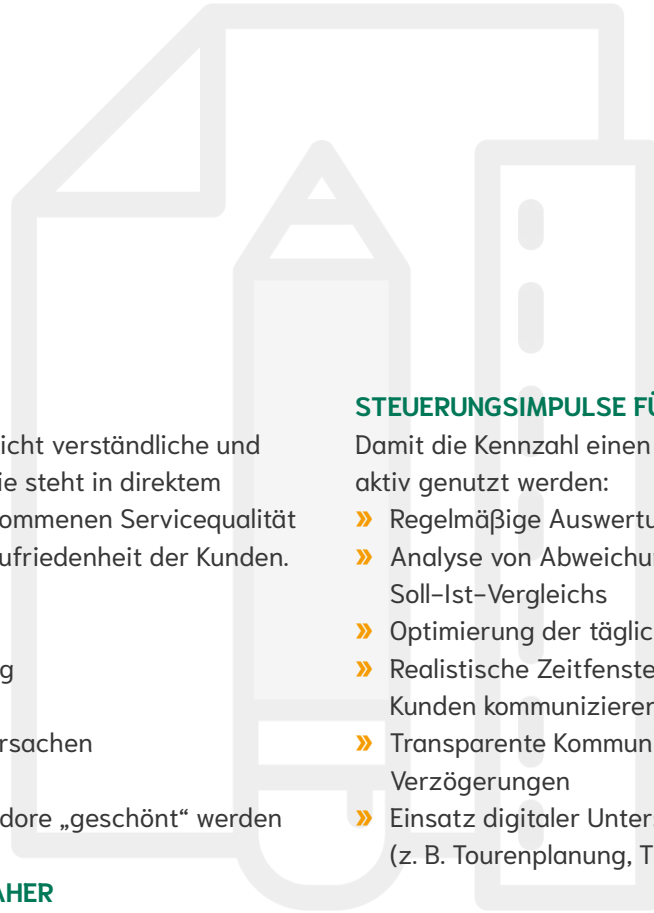 icht verständliche und
ie steht in direktem
ommenen Servicequalität
ufriedenheit der Kunden.
g
rsachen
dore „geschönt“ werden
AHER
STEUERUNGSIMPULSE FÜ
Damit die Kennzahl einen
aktiv genutzt werden:
» Regelmäßige Auswertu
» Analyse von Abweichu
Soll-Ist-Vergleichs
» Optimierung der täglic
» Realistische Zeitfenste
Kunden kommunizieren
» Transparente Kommun
Verzögerungen
» Einsatz digitaler Unters
(z. B. Tourenplanung, T